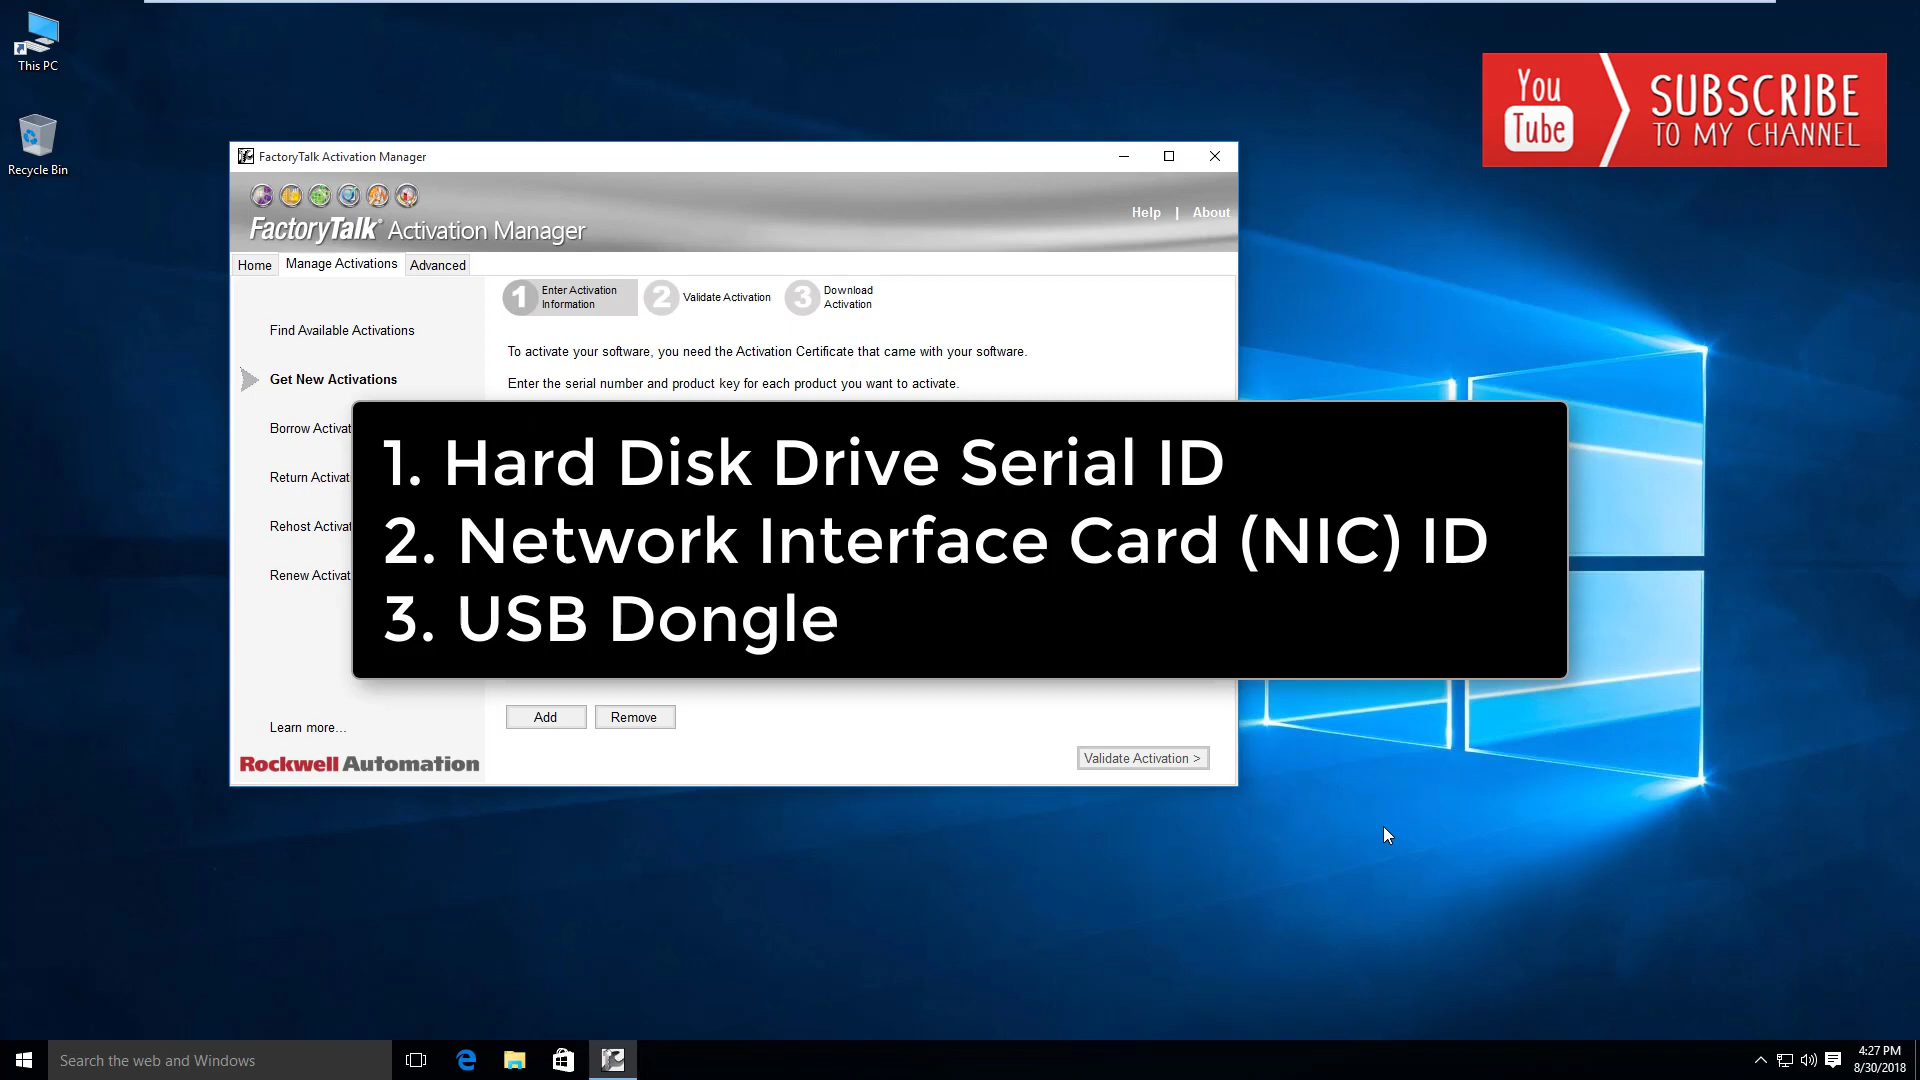 This PC
Recycle Bin
You
Tube
SUBSCRIBE
TO MY CHANNEL
FactoryTalk Activation Manager
FactoryTalk® Activation Manager
Help | About
Home
Manage Activations
Advanced
1 Enter Activation
Information
2 Validate Activation
3 Download
Activation
Find Available Activations
Get New Activations
Borrow Activat
Return Activat
Rehost Activat
Renew Activat
Learn more...
Rockwell Automation
To activate your software, you need the Activation Certificate that came with your software.
Enter the serial number and product key for each product you want to activate.
1. Hard Disk Drive Serial ID
2. Network Interface Card (NIC) ID
3. USB Dongle
Add
Remove
Validate Activation >
Search the web and Windows
4:27 PM
8/30/2018